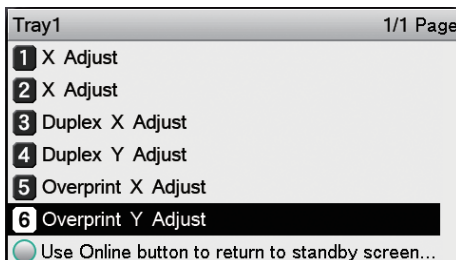 Tray1 1/1 Page
1 X Adjust
2 X Adjust
3 Duplex X Adjust
4 Duplex Y Adjust
5 Overprint X Adjust
6 Overprint Y Adjust
Use Online button to return to standby screen...